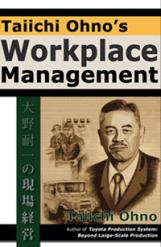 Taiichi Ohno's
Workplace
Management
大野耐一の現場経営
Taiichi Ohno
Author of Toyota Production System:
Beyond Large-Scale Production